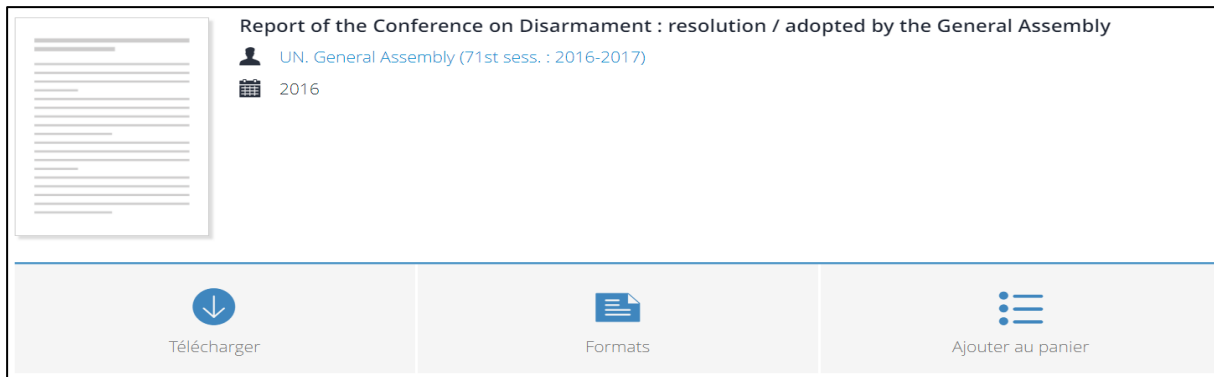 Report of the Conference on Disarmament : resolution / adopted by the General Assembly
UN. General Assembly (71st sess. : 2016-2017)
2016
Télécharger
Formats
Ajouter au panier